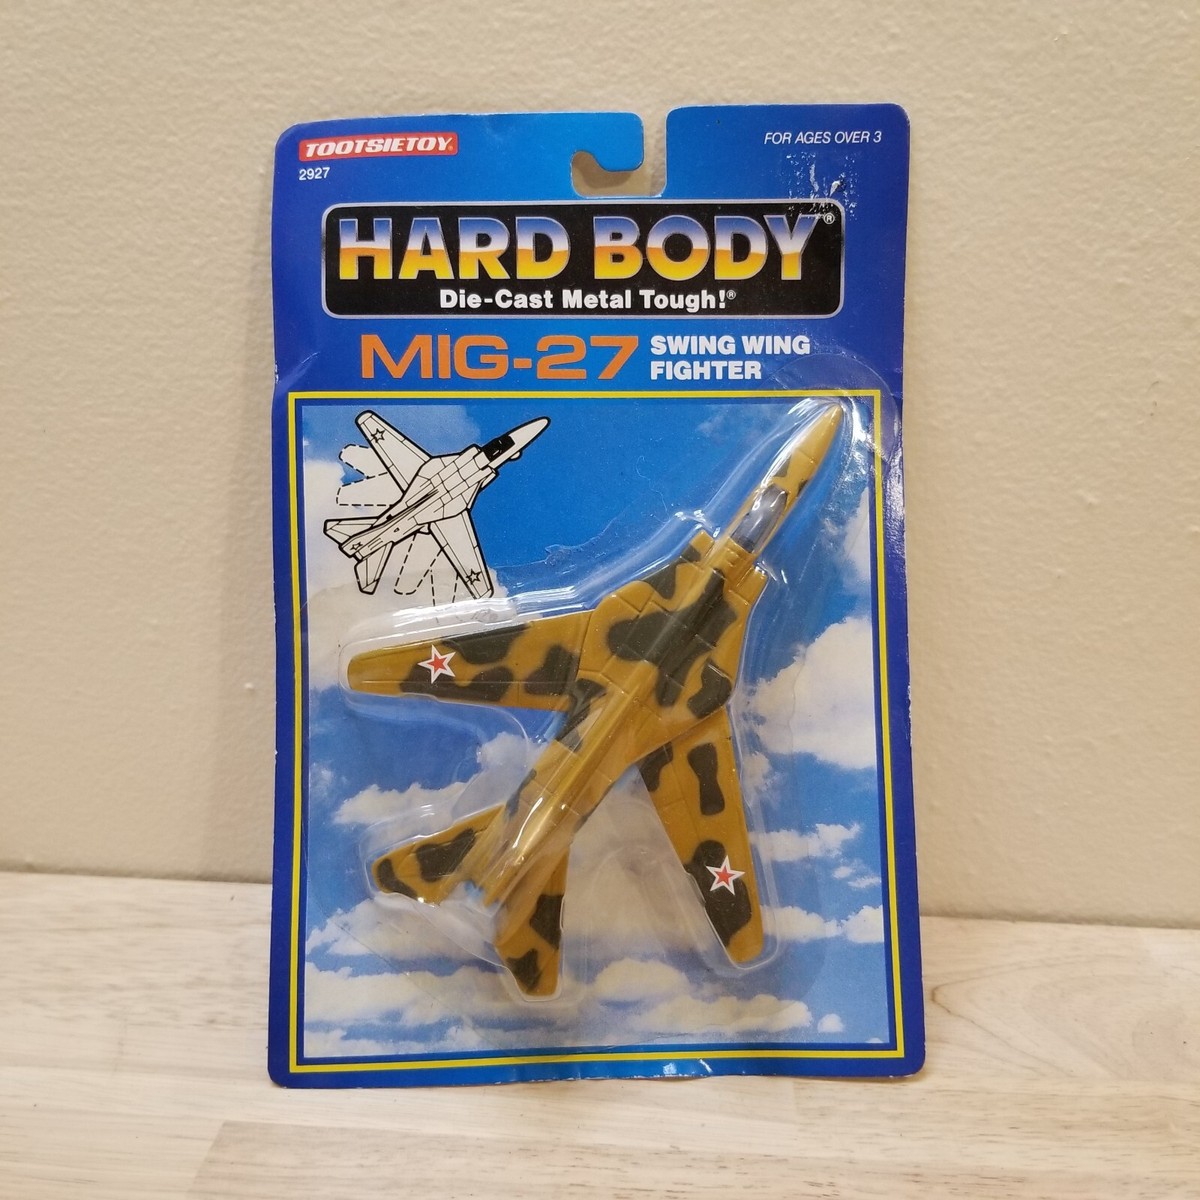 TOOTSIETOY®
2927
FOR AGES OVER 3
HARD BODY®
Die-Cast Metal Tough!®
MIG-27 SWING WING
FIGHTER